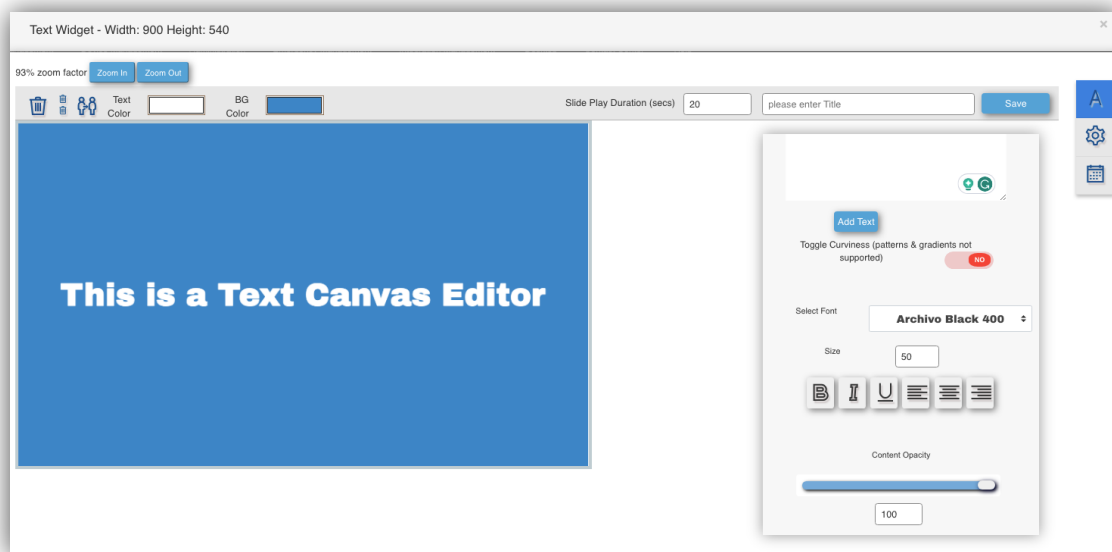 Text Widget - Width: 900 Height: 540
×
93% zoom factor Zoom In Zoom Out
Text Color BG Color Slide Play Duration (secs) 20 please enter Title Save
A
This is a Text Canvas Editor
Add Text
Toggle Curviness (patterns & gradients not
supported) NO
Select Font Archivo Black 400
Size 50
B I U
Content Opacity
100